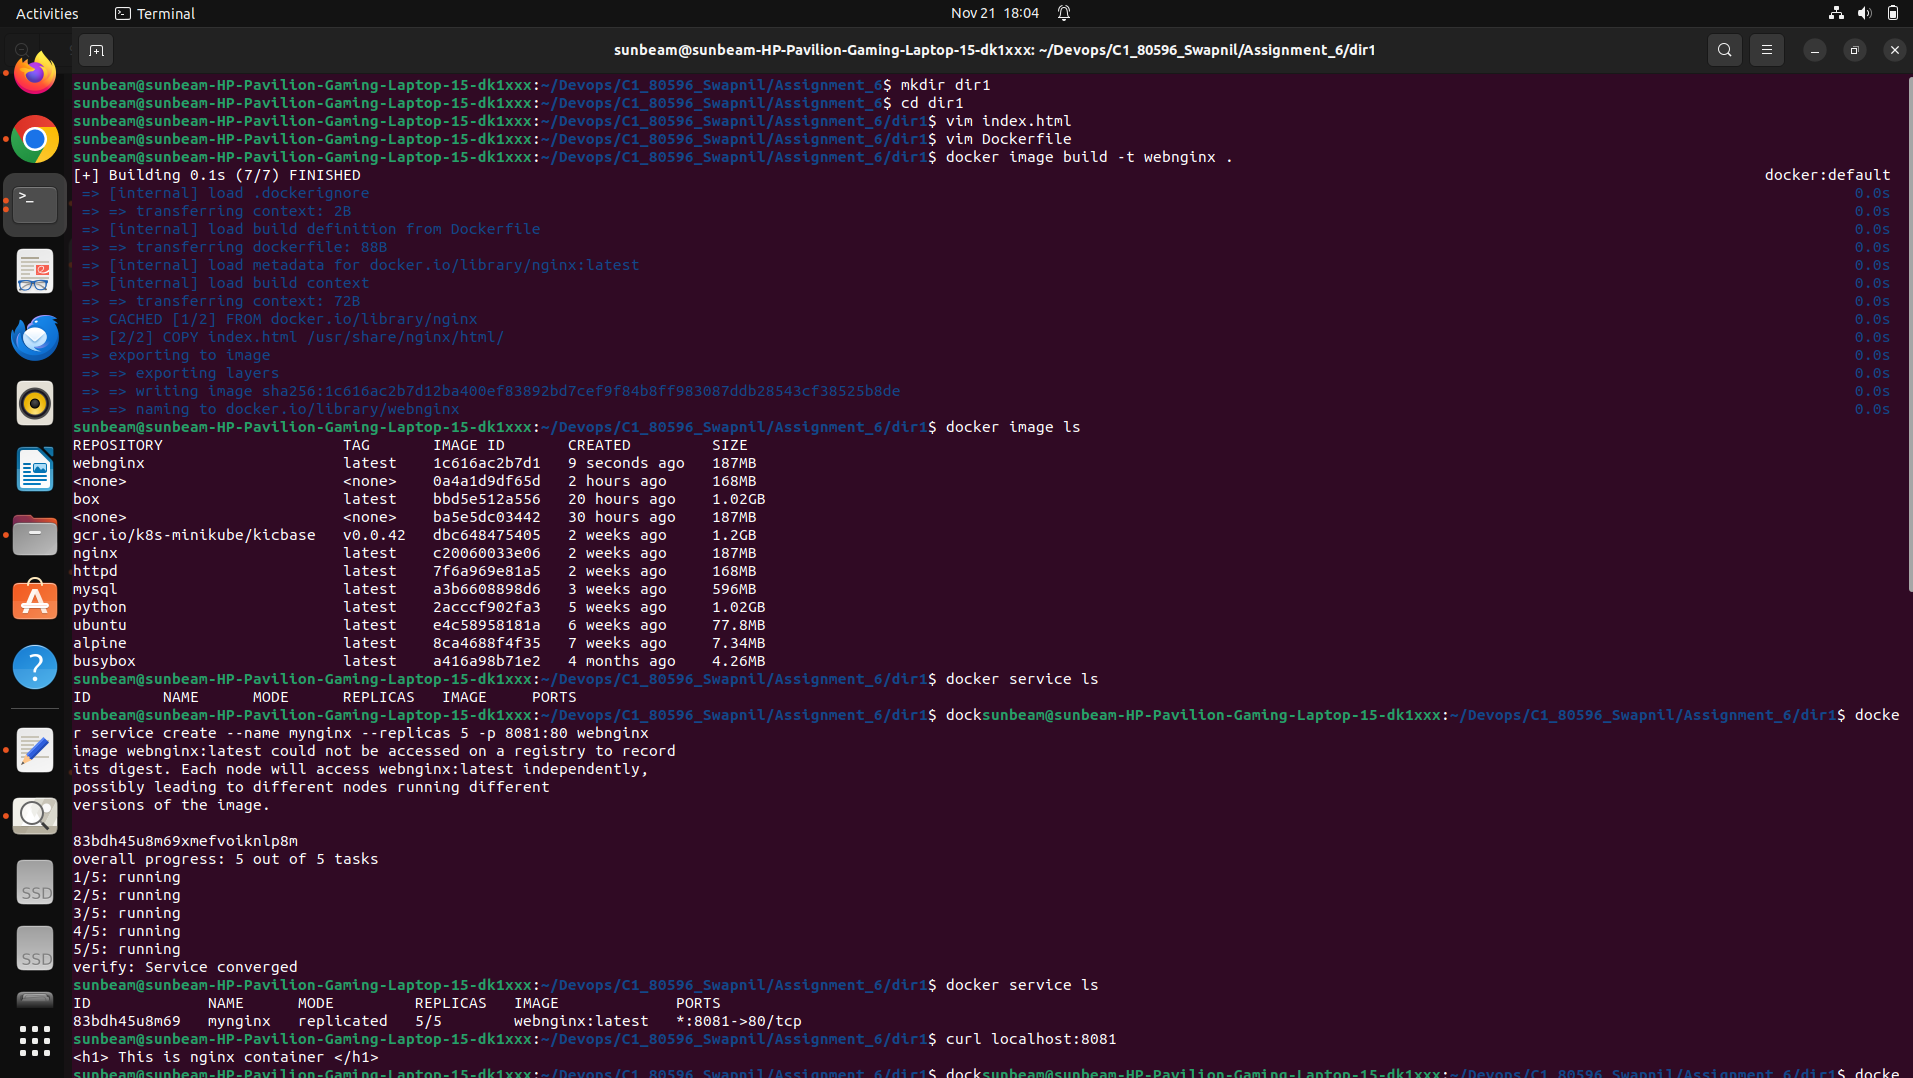 Activities Terminal Nov 21 18:04
sunbeam@sunbeam-HP-Pavilion-Gaming-Laptop-15-dk1xxx: ~/Devops/C1_80596_Swapnil/Assignment_6/dir1
sunbeam@sunbeam-HP-Pavilion-Gaming-Laptop-15-dk1xxx:~/Devops/C1_80596_Swapnil/Assignment_6$ mkdir dir1
sunbeam@sunbeam-HP-Pavilion-Gaming-Laptop-15-dk1xxx:~/Devops/C1_80596_Swapnil/Assignment_6$ cd dir1
sunbeam@sunbeam-HP-Pavilion-Gaming-Laptop-15-dk1xxx:~/Devops/C1_80596_Swapnil/Assignment_6/dir1$ vim index.html
sunbeam@sunbeam-HP-Pavilion-Gaming-Laptop-15-dk1xxx:~/Devops/C1_80596_Swapnil/Assignment_6/dir1$ vim Dockerfile
sunbeam@sunbeam-HP-Pavilion-Gaming-Laptop-15-dk1xxx:~/Devops/C1_80596_Swapnil/Assignment_6/dir1$ docker image build -t webnginx .
[+] Building 0.1s (7/7) FINISHED docker:default
=> [internal] load .dockerignore 0.0s
=> => transferring context: 2B 0.0s
=> [internal] load build definition from Dockerfile 0.0s
=> => transferring dockerfile: 88B 0.0s
=> [internal] load metadata for docker.io/library/nginx:latest 0.0s
=> [internal] load build context 0.0s
=> => transferring context: 72B 0.0s
=> CACHED [1/2] FROM docker.io/library/nginx 0.0s
=> [2/2] COPY index.html /usr/share/nginx/html/ 0.0s
=> exporting to image 0.0s
=> => exporting layers 0.0s
=> => writing image sha256:1c616ac2b7d12ba400ef83892bd7cef9f84b8ff983087ddb28543cf38525b8de 0.0s
=> => naming to docker.io/library/webnginx 0.0s
sunbeam@sunbeam-HP-Pavilion-Gaming-Laptop-15-dk1xxx:~/Devops/C1_80596_Swapnil/Assignment_6/dir1$ docker image ls
REPOSITORY TAG IMAGE ID CREATED SIZE
webnginx latest 1c616ac2b7d1 9 seconds ago 187MB
<none> <none> 0a4a1d9df65d 2 hours ago 168MB
box latest bbd5e512a556 20 hours ago 1.02GB
<none> <none> ba5e5dc03442 30 hours ago 187MB
gcr.io/k8s-minikube/kicbase v0.0.42 dbc648475405 2 weeks ago 1.2GB
nginx latest c20060033e06 2 weeks ago 187MB
httpd latest 7f6a969e81a5 2 weeks ago 168MB
mysql latest a3b6608898d6 3 weeks ago 596MB
python latest 2acccf902fa3 5 weeks ago 1.02GB
ubuntu latest e4c58958181a 6 weeks ago 77.8MB
alpine latest 8ca4688f4f35 7 weeks ago 7.34MB
busybox latest a416a98b71e2 4 months ago 4.26MB
sunbeam@sunbeam-HP-Pavilion-Gaming-Laptop-15-dk1xxx:~/Devops/C1_80596_Swapnil/Assignment_6/dir1$ docker service ls
ID NAME MODE REPLICAS IMAGE PORTS
sunbeam@sunbeam-HP-Pavilion-Gaming-Laptop-15-dk1xxx:~/Devops/C1_80596_Swapnil/Assignment_6/dir1$ docksunbeam@sunbeam-HP-Pavilion-Gaming-Laptop-15-dk1xxx:~/Devops/C1_80596_Swapnil/Assignment_6/dir1$ docke
r service create --name mynginx --replicas 5 -p 8081:80 webnginx
image webnginx:latest could not be accessed on a registry to record
its digest. Each node will access webnginx:latest independently,
possibly leading to different nodes running different
versions of the image.
83bdh45u8m69xmefvoiknlp8m
overall progress: 5 out of 5 tasks
1/5: running
2/5: running
3/5: running
4/5: running
5/5: running
verify: Service converged
sunbeam@sunbeam-HP-Pavilion-Gaming-Laptop-15-dk1xxx:~/Devops/C1_80596_Swapnil/Assignment_6/dir1$ docker service ls
ID NAME MODE REPLICAS IMAGE PORTS
83bdh45u8m69 mynginx replicated 5/5 webnginx:latest *:8081->80/tcp
sunbeam@sunbeam-HP-Pavilion-Gaming-Laptop-15-dk1xxx:~/Devops/C1_80596_Swapnil/Assignment_6/dir1$ curl localhost:8081
<h1> This is nginx container </h1>
sunbeam@sunbeam-HP-Pavilion-Gaming-Laptop-15-dk1xxx:~/Devops/C1_80596_Swapnil/Assignment_6/dir1$ docksunbeam@sunbeam-HP-Pavilion-Gaming-Laptop-15-dk1xxx:~/Devops/C1_80596_Swapnil/Assignment_6/dir1$ docke
SSD
SSD